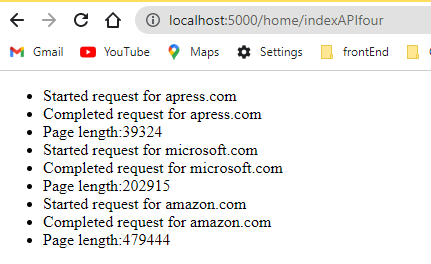 localhost:5000/home/indexAPIfour
Gmail YouTube Maps Settings frontEnd
Started request for apress.com
Completed request for apress.com
Page length:39324
Started request for microsoft.com
Completed request for microsoft.com
Page length:202915
Started request for amazon.com
Completed request for amazon.com
Page length:479444